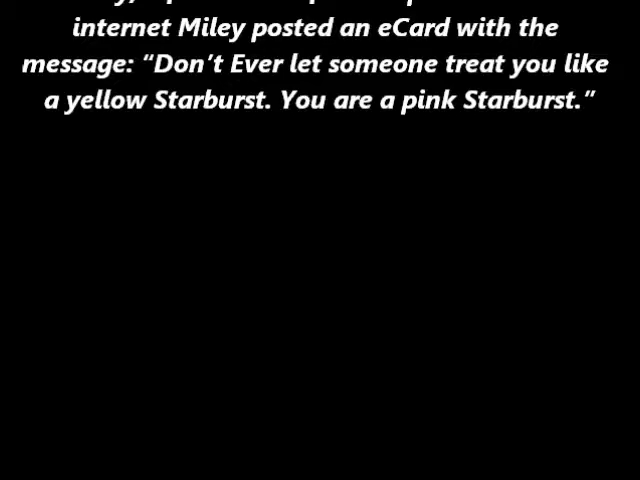 internet Miley posted an eCard with the
message: “Don’t Ever let someone treat you like
a yellow Starburst. You are a pink Starburst.”